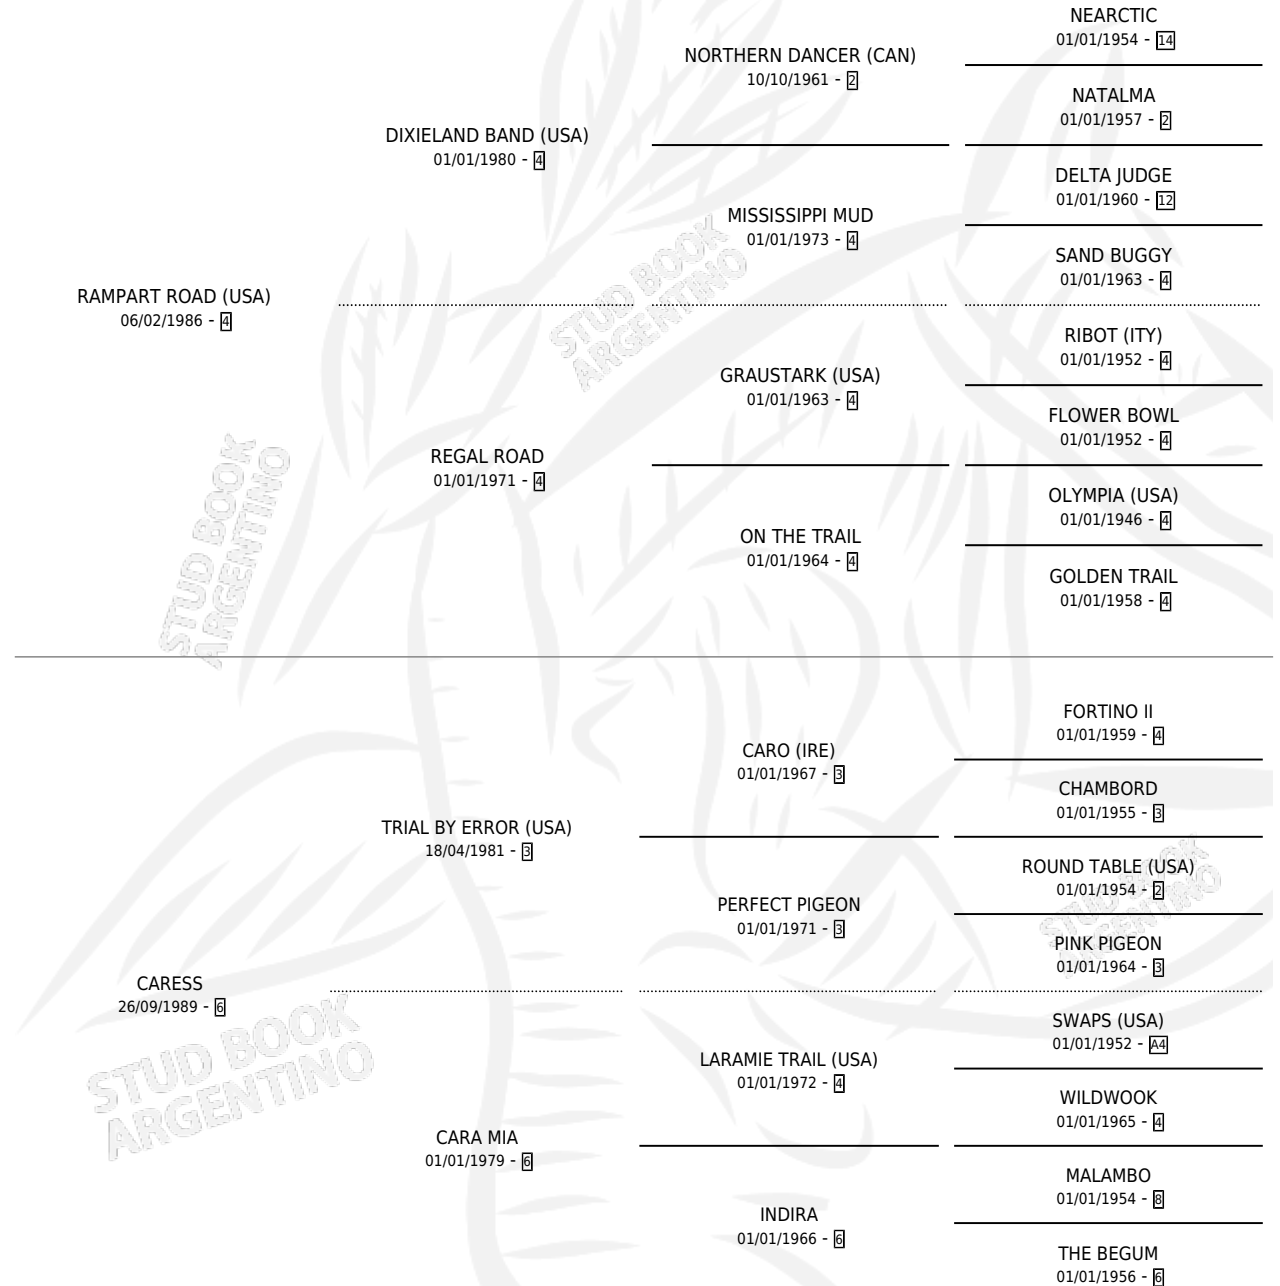 NEARCTIC
01/01/1954 - 14
NORTHERN DANCER (CAN)
10/10/1961 - 2
NATALMA
01/01/1957 - 2
DIXIELAND BAND (USA)
01/01/1980 - 4
DELTA JUDGE
01/01/1960 - 12
MISSISSIPPI MUD
01/01/1973 - 4
SAND BUGGY
01/01/1963 - 4
RAMPART ROAD (USA)
06/02/1986 - 4
RIBOT (ITY)
01/01/1952 - 4
GRAUSTARK (USA)
01/01/1963 - 4
FLOWER BOWL
01/01/1952 - 4
REGAL ROAD
01/01/1971 - 4
OLYMPIA (USA)
01/01/1946 - 4
ON THE TRAIL
01/01/1964 - 4
GOLDEN TRAIL
01/01/1958 - 4
FORTINO II
01/01/1959 - 4
CARO (IRE)
01/01/1967 - 3
CHAMBORD
01/01/1955 - 3
TRIAL BY ERROR (USA)
18/04/1981 - 3
ROUND TABLE (USA)
01/01/1954 - 2
PERFECT PIGEON
01/01/1971 - 3
PINK PIGEON
01/01/1964 - 3
CARESS
26/09/1989 - 6
SWAPS (USA)
01/01/1952 - A4
LARAMIE TRAIL (USA)
01/01/1972 - 4
WILDWOOK
01/01/1965 - 4
CARA MIA
01/01/1979 - 6
MALAMBO
01/01/1954 - 8
INDIRA
01/01/1966 - 6
THE BEGUM
01/01/1956 - 6
STUD BOOK
ARGENTINO
STUD BOOK
ARGENTINO
STUD BOOK
ARGENTINO
STUD BOOK
ARGENTINO